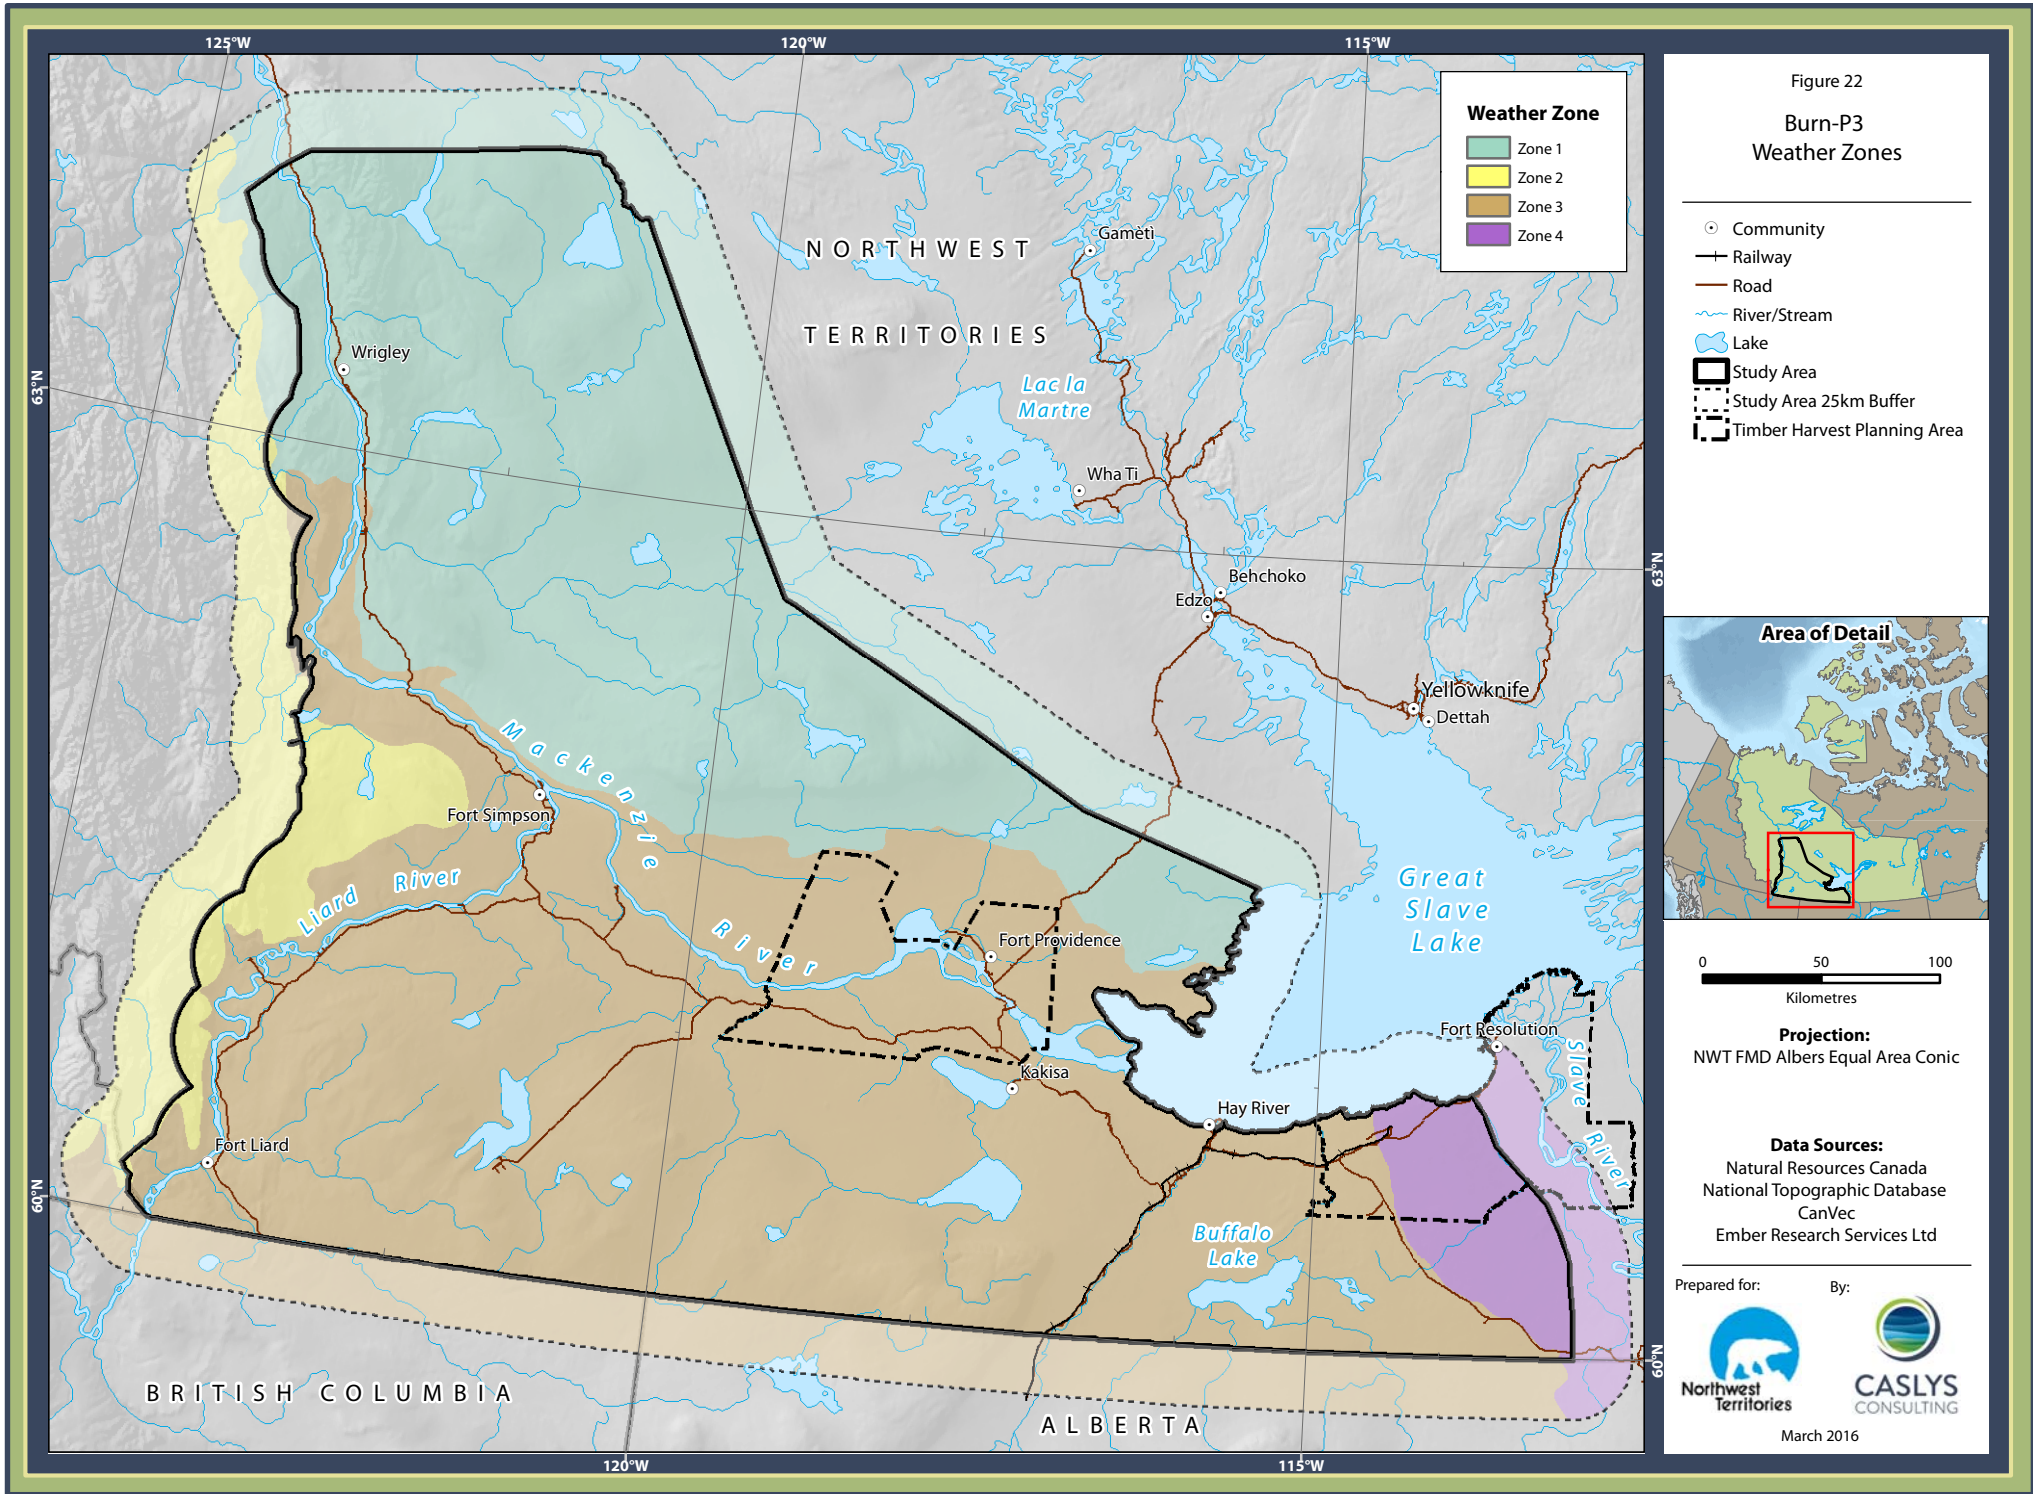 125°W
120°W
115°W
63°N
60°N
63°N
60°N
120°W
115°W
Weather Zone
Zone 1
Zone 2
Zone 3
Zone 4
NORTHWEST
TERRITORIES
Gamètì
Wrigley
Lac la
Martre
Wha Ti
Behchoko
Edzo
Yellowknife
Dettah
Mackenzie
River
Fort Simpson
Liard River
Great
Slave
Lake
Fort Providence
Fort Resolution
Slave
River
Kakisa
Hay River
Fort Liard
Buffalo
Lake
BRITISH COLUMBIA
ALBERTA
Figure 22
Burn-P3
Weather Zones
Community
Railway
Road
River/Stream
Lake
Study Area
Study Area 25km Buffer
Timber Harvest Planning Area
Area of Detail
0 50 100
Kilometres
Projection:
NWT FMD Albers Equal Area Conic
Data Sources:
Natural Resources Canada
National Topographic Database
CanVec
Ember Research Services Ltd
Prepared for: By:
Northwest
Territories
CASLYS
CONSULTING
March 2016